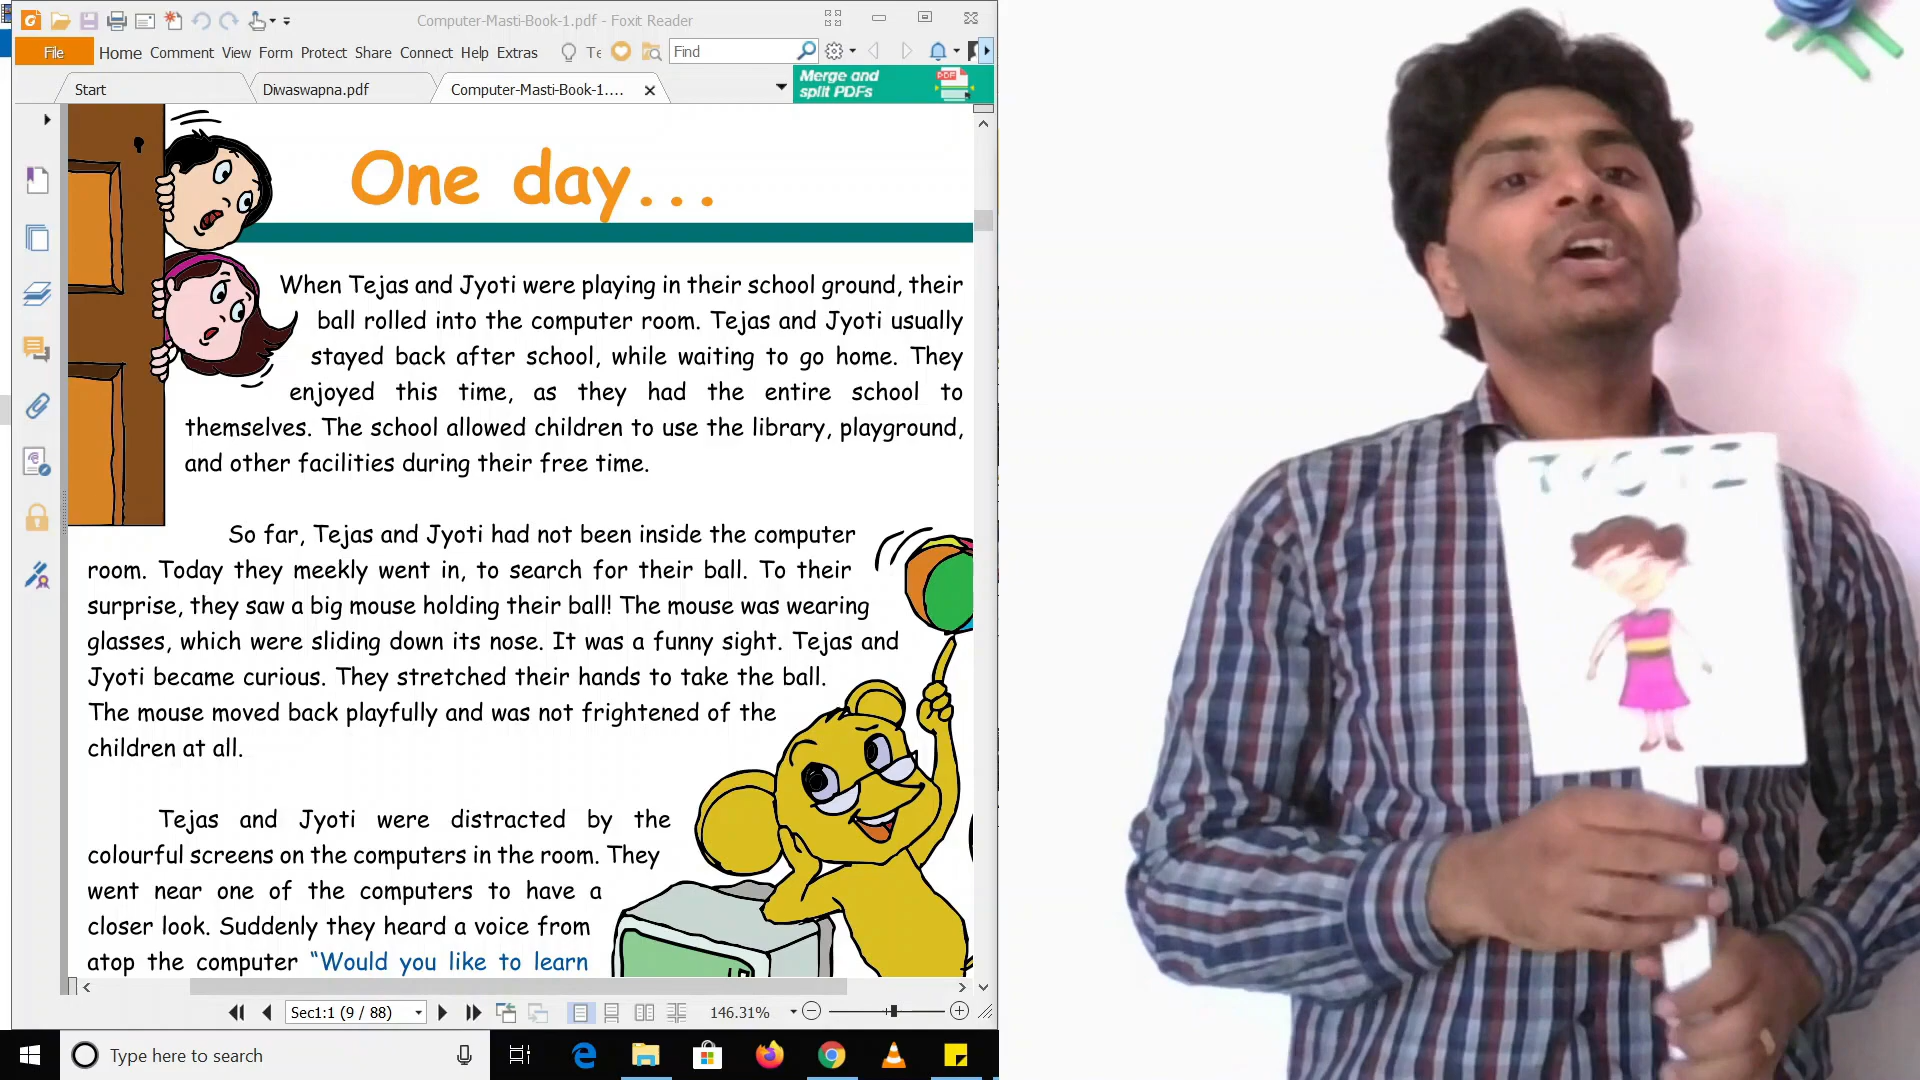 Computer-Masti-Book-1.pdf - Foxit Reader
File Home Comment View Form Protect Share Connect Help Extras Te Find
Start Diwaswapna.pdf Computer-Masti-Book-1....
Merge and
split PDFs
PDF
One day...
When Tejas and Jyoti were playing in their school ground, their
ball rolled into the computer room. Tejas and Jyoti usually
stayed back after school, while waiting to go home. They
enjoyed this time, as they had the entire school to
themselves. The school allowed children to use the library, playground,
and other facilities during their free time.
So far, Tejas and Jyoti had not been inside the computer
room. Today they meekly went in, to search for their ball. To their
surprise, they saw a big mouse holding their ball! The mouse was wearing
glasses, which were sliding down its nose. It was a funny sight. Tejas and
Jyoti became curious. They stretched their hands to take the ball.
The mouse moved back playfully and was not frightened of the
children at all.
Tejas and Jyoti were distracted by the
colourful screens on the computers in the room. They
went near one of the computers to have a
closer look. Suddenly they heard a voice from
atop the computer “Would you like to learn
Sec1:1 (9 / 88) 146.31%
Type here to search
JYOTI